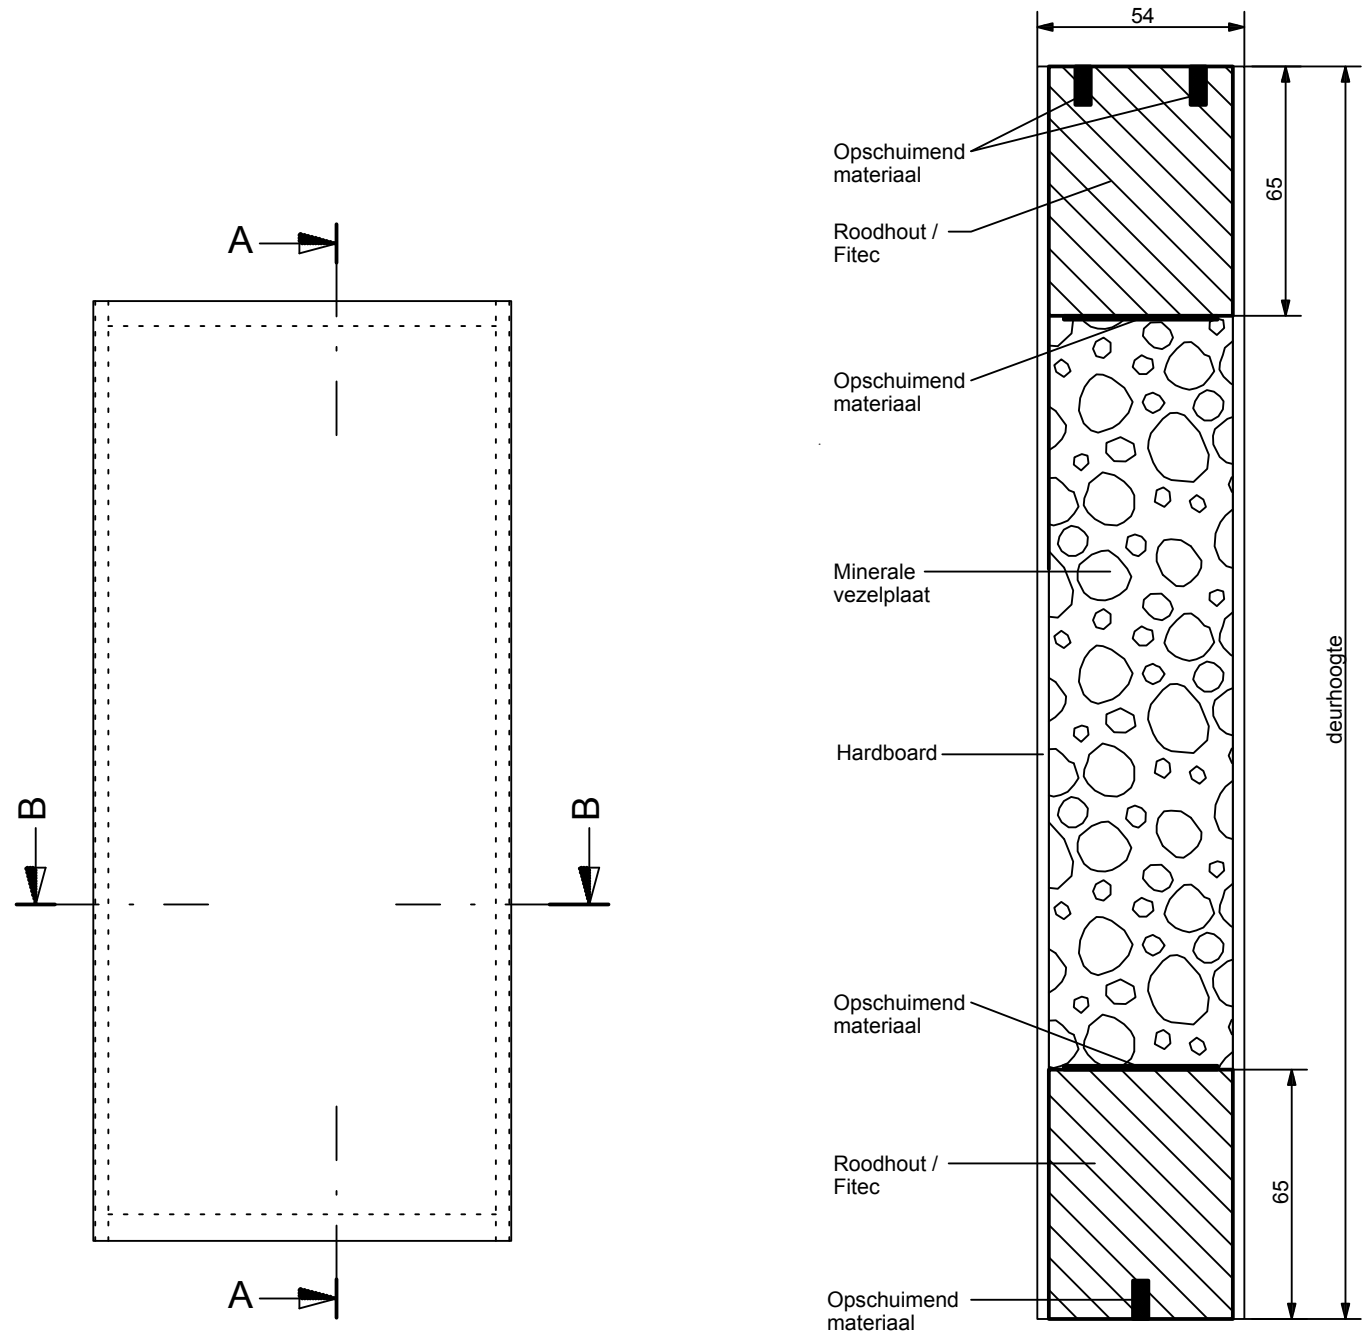 54
Opschuimend
materiaal
65
Roodhout /
Fitec
A
Opschuimend
materiaal
Minerale
vezelplaat
deurhoogte
Hardboard
B
B
Opschuimend
materiaal
Roodhout /
Fitec
65
A
Opschuimend
materiaal